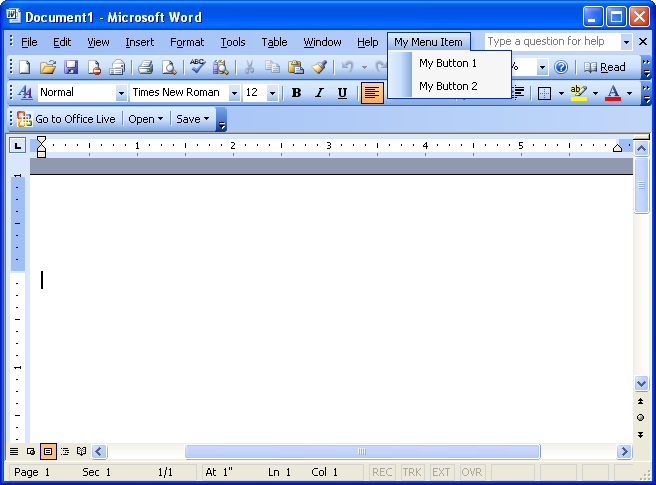 Document1 - Microsoft Word
File Edit View Insert Format Tools Table Window Help My Menu Item Type a question for help
My Button 1
% Read
My Button 2
Normal Times New Roman 12 B I U
Go to Office Live Open Save
1 2 3 4 5
1
1
Page 1 Sec 1 1/1 At 1" Ln 1 Col 1 REC TRK EXT OVR